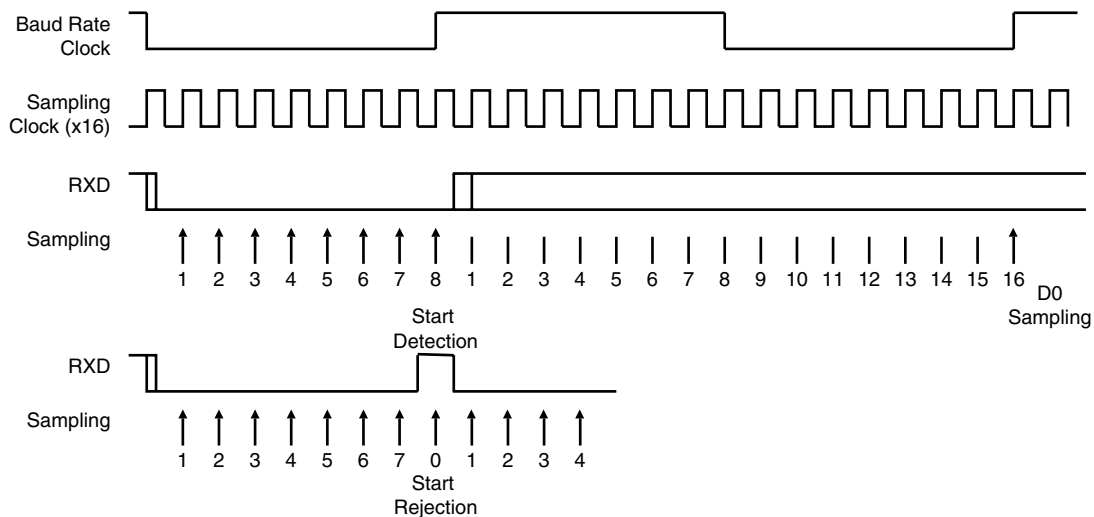 Baud Rate
Clock
Sampling
Clock (x16)
RXD
Sampling
1 2 3 4 5 6 7 8 1 2 3 4 5 6 7 8 9 10 11 12 13 14 15 16
D0
Sampling
Start
Detection
RXD
Sampling
1 2 3 4 5 6 7 0 1 2 3 4
Start
Rejection